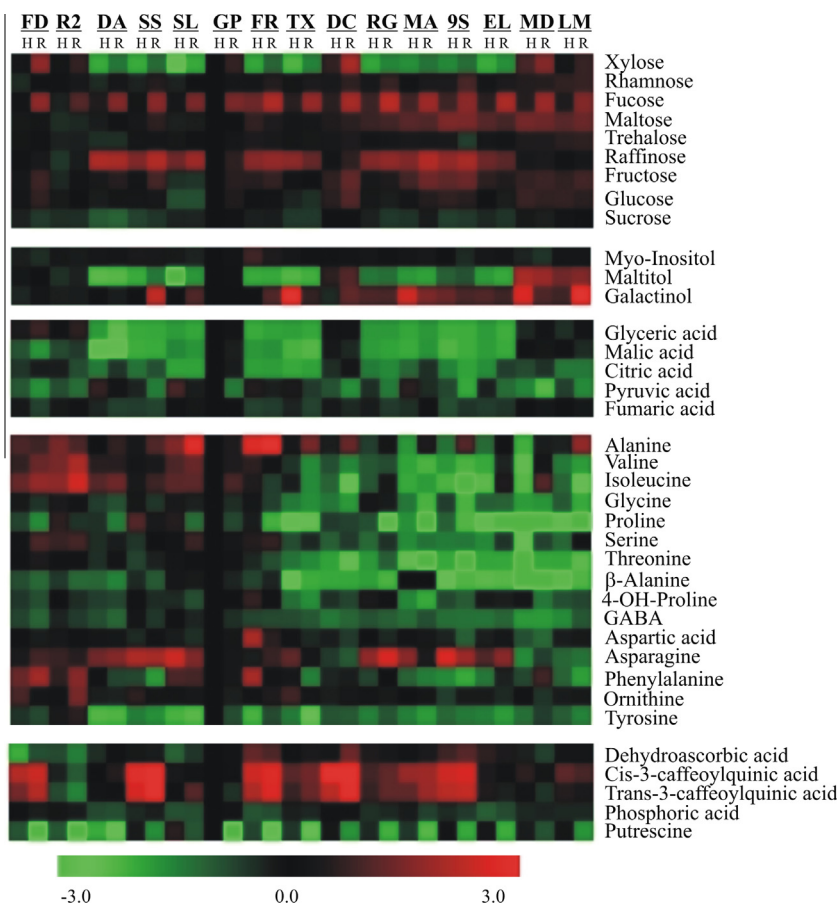 FD R2 DA SS SL GP FR TX DC RG MA 9S EL MD LM
H R H R H R H R H R H R H R H R H R H R H R H R H R H R H R
Xylose
Rhamnose
Fucose
Maltose
Trehalose
Raffinose
Fructose
Glucose
Sucrose
Myo-Inositol
Maltitol
Galactinol
Glyceric acid
Malic acid
Citric acid
Pyruvic acid
Fumaric acid
Alanine
Valine
Isoleucine
Glycine
Proline
Serine
Threonine
β-Alanine
4-OH-Proline
GABA
Aspartic acid
Asparagine
Phenylalanine
Ornithine
Tyrosine
Dehydroascorbic acid
Cis-3-caffeoylquinic acid
Trans-3-caffeoylquinic acid
Phosphoric acid
Putrescine
-3.0 0.0 3.0